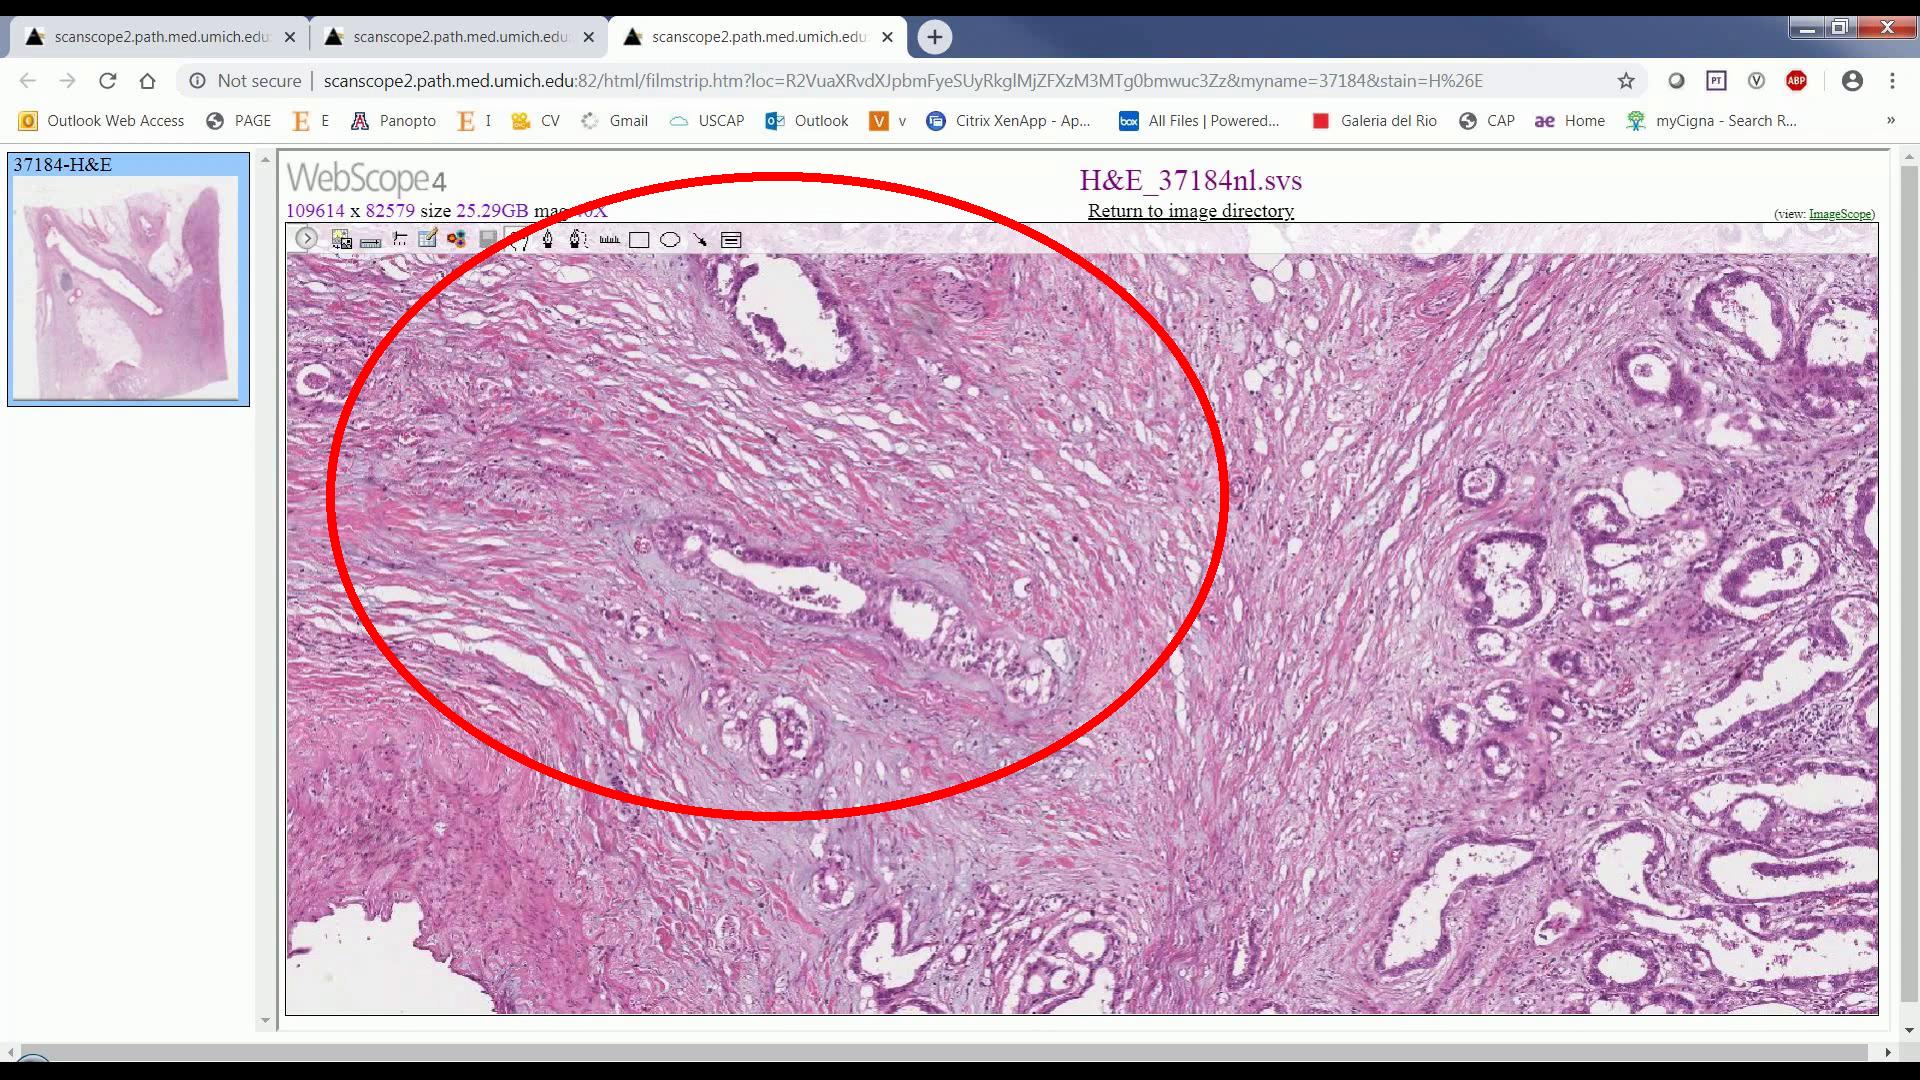 scanscope2.path.med.umich.edu
scanscope2.path.med.umich.edu
scanscope2.path.med.umich.edu
Not secure | scanscope2.path.med.umich.edu:82/html/filmstrip.htm?loc=R2VuaXRvdXJpbmFyeSUyRkglMjZFXzM3MTg0bmwuc3Zz&myname=37184&stain=H%26E
PT
V
ABP
Outlook Web Access
PAGE
E
Panopto
I
CV
Gmail
USCAP
Outlook
v
Citrix XenApp - Ap...
All Files | Powered...
Galeria del Rio
CAP
Home
myCigna - Search R...
»
37184-H&E
WebScope4
H&E_37184nl.svs
109614 x 82579 size 25.29GB
Return to image directory
(view: ImageScope)